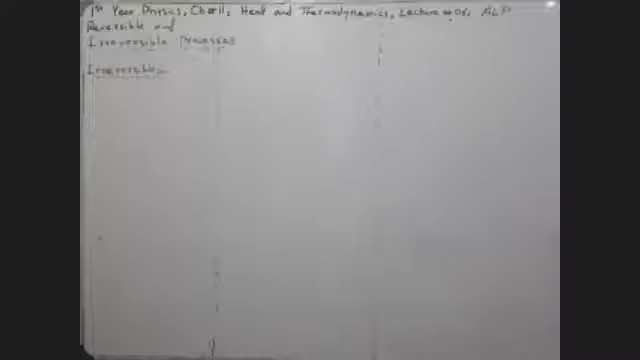 1st Year Physics, Ch#11, Heat and Thermodynamics, Lecture #06,
Reversible and
Irreversible Processes
Irreversible:-